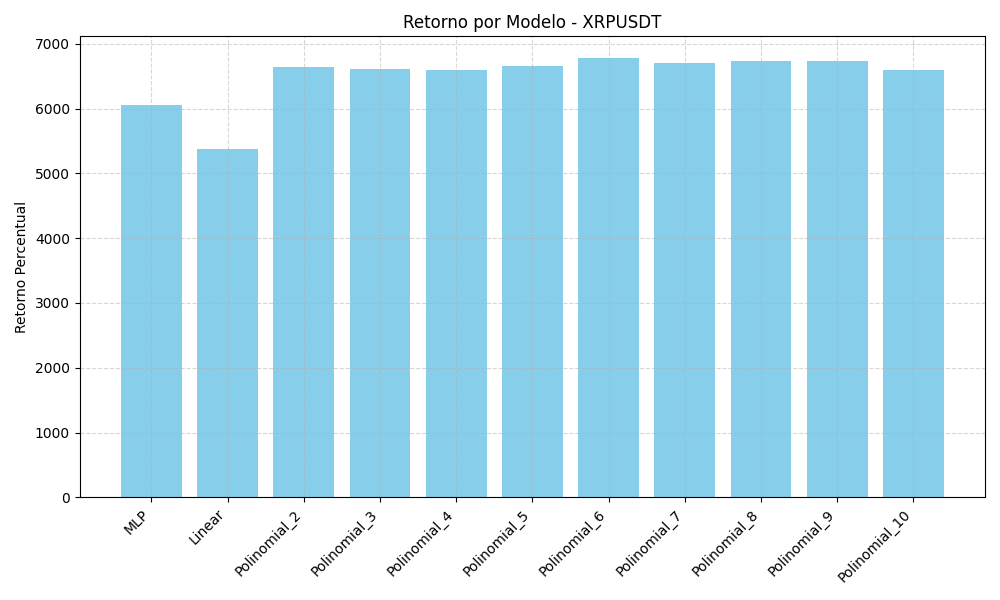 Retorno por Modelo - XRPUSDT
Retorno Percentual
7000
6000
5000
4000
3000
2000
1000
0
MLP
Linear
Polinomial_2
Polinomial_3
Polinomial_4
Polinomial_5
Polinomial_6
Polinomial_7
Polinomial_8
Polinomial_9
Polinomial_10